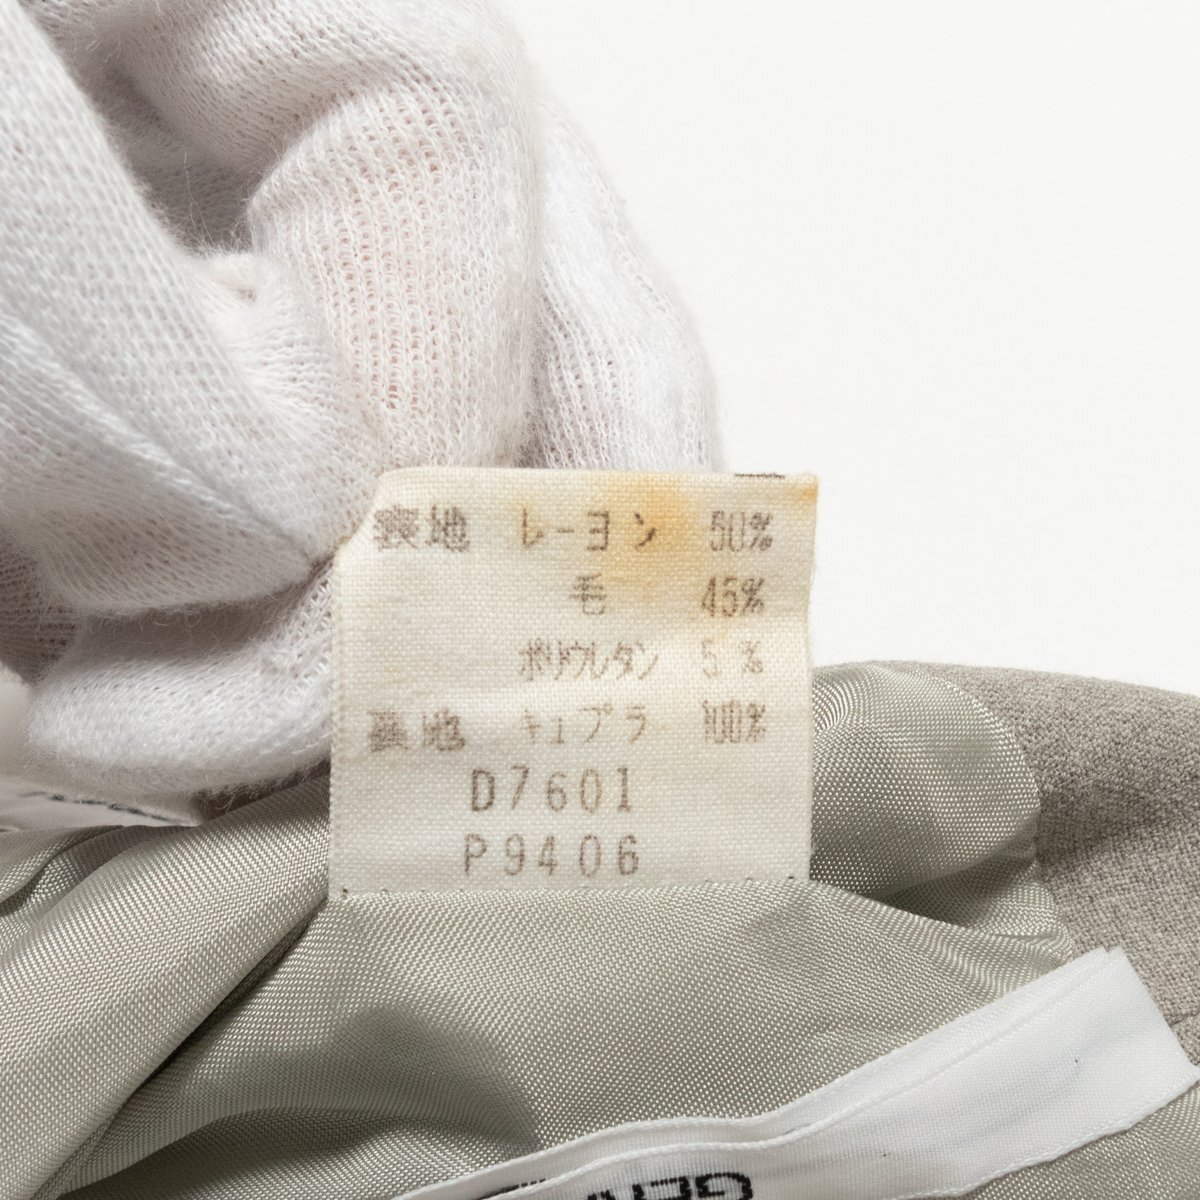 表地 レーヨン 50%
毛 45%
ポリウレタン 5%
裏地 キュプラ 100%
D7601
P9406